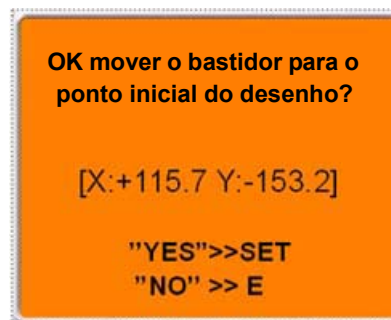 OK mover o bastidor para o
ponto inicial do desenho?
[X:+115.7 Y:-153.2]
"YES">>SET
"NO" >> E